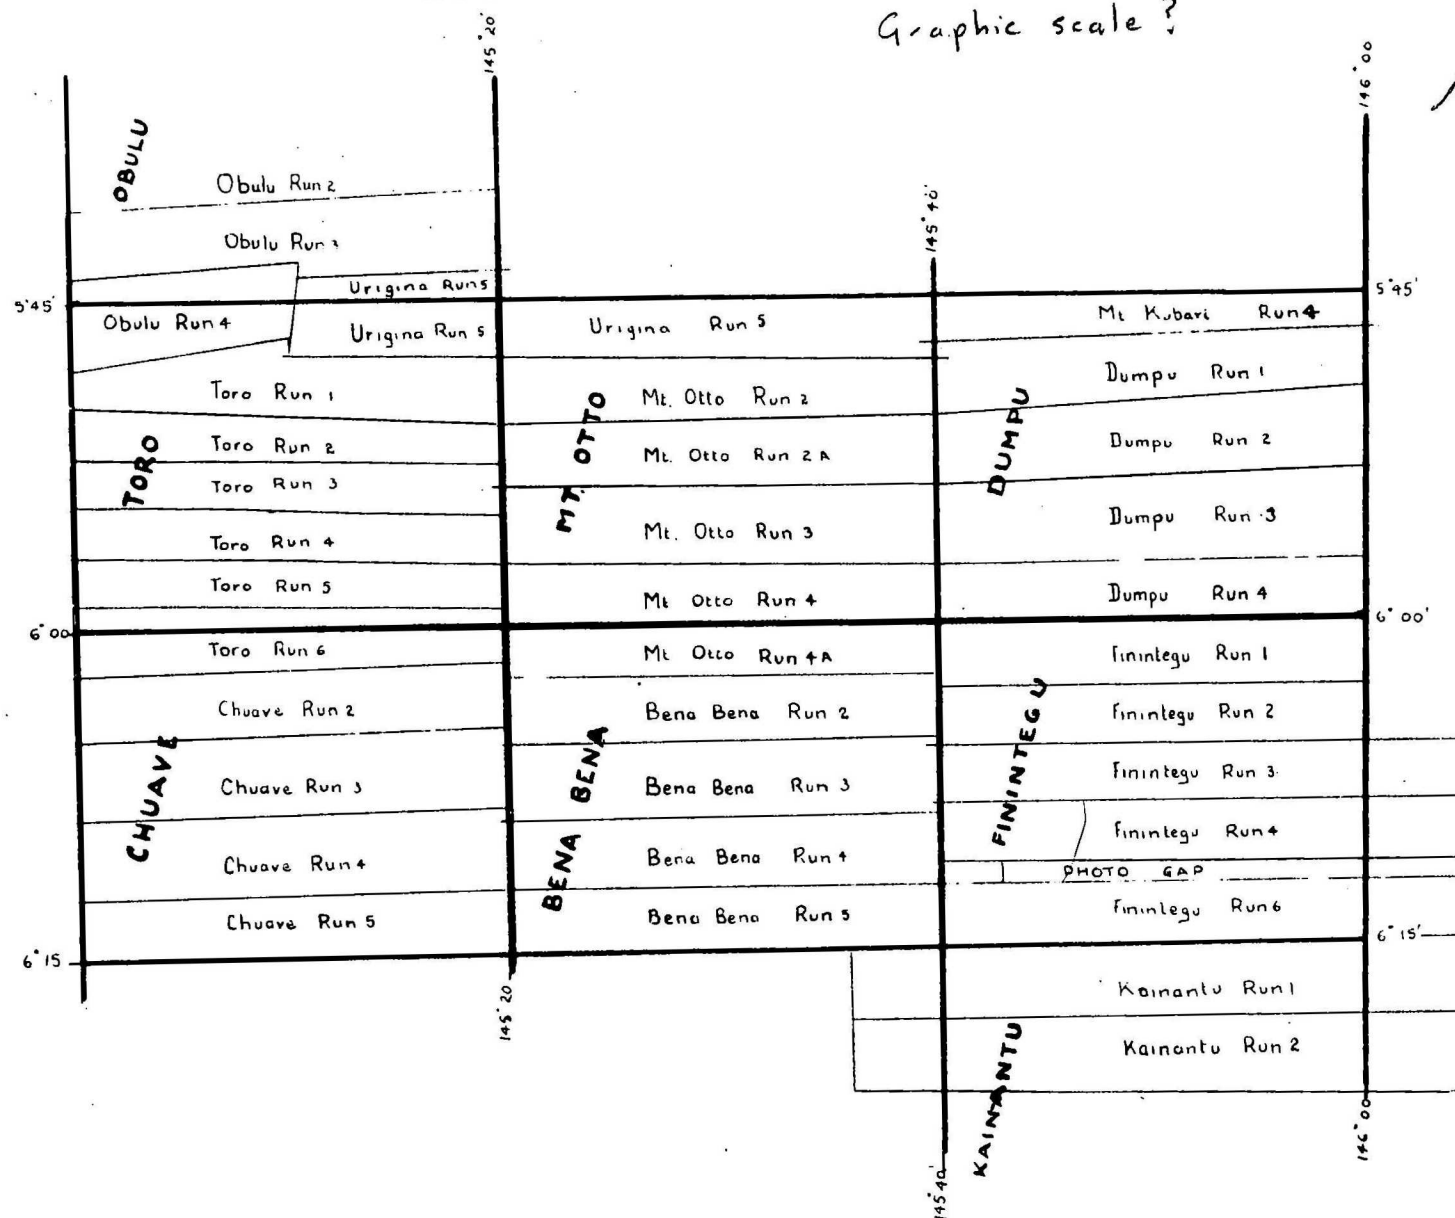 Graphic scale?
145°20'
146°00
145°40'
OBULU
Obulu Run 2
Obulu Run 3
Urigina Run 5
5°45'
5°45'
Obulu Run 4
Urigina Run 5
Urigina Run 5
Mt Kubari Run 4
Toro Run 1
Mt. Otto Run 2
Dumpu Run 1
TORO
MT. OTTO
DUMPU
Toro Run 2
Mt. Otto Run 2A
Dumpu Run 2
Toro Run 3
Toro Run 4
Mt. Otto Run 3
Dumpu Run 3
Toro Run 5
Mt Otto Run 4
Dumpu Run 4
6°00
6°00'
Toro Run 6
Mt Otto Run 4A
Finintegu Run 1
Chuave Run 2
Bena Bena Run 2
Finintegu Run 2
CHUAVE
BENA BENA
FININTEGU
Chuave Run 3
Bena Bena Run 3
Finintegu Run 3
Finintegu Run 4
Chuave Run 4
Bena Bena Run 4
PHOTO GAP
Chuave Run 5
Bena Bena Run 5
Finintegu Run 6
6°15
6°15'
Kainantu Run 1
Kainantu Run 2
KAINANTU
145°20'
145°40'
146°00